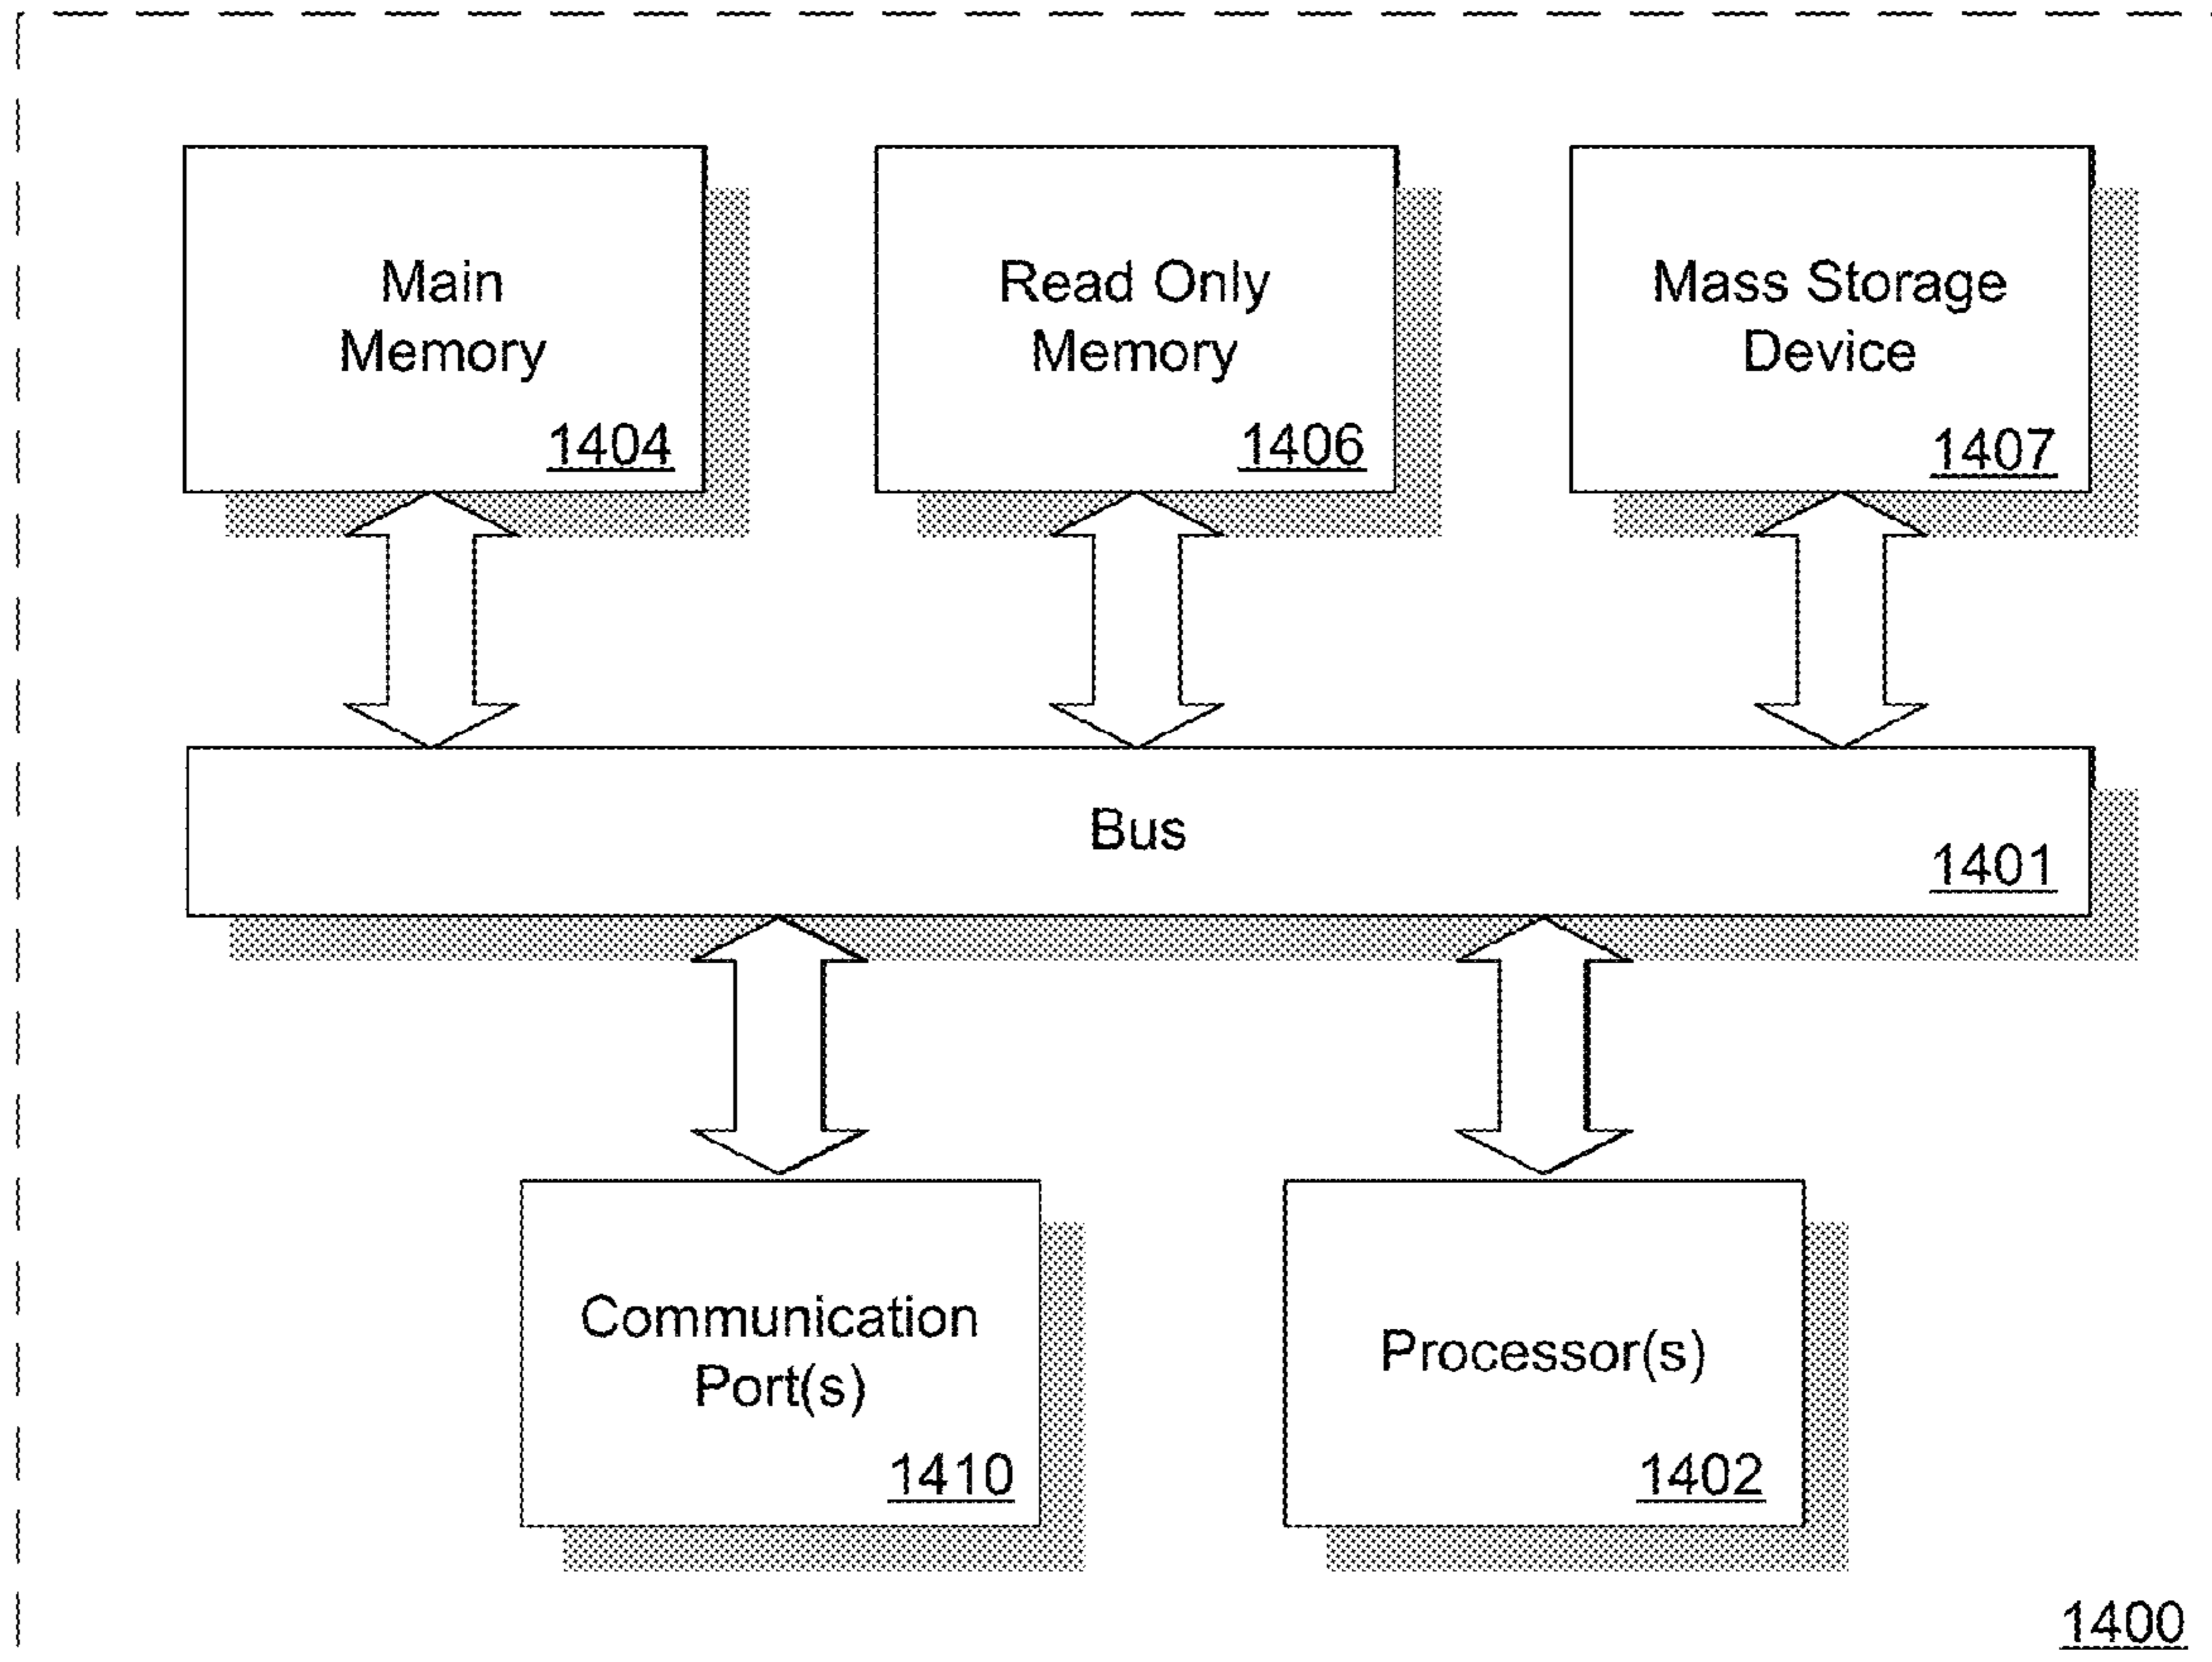 Main
Memory
1404
Read Only
Memory
1406
Mass Storage
Device
1407
Bus
1401
Communication
Port(s)
1410
Processor(s)
1402
1400